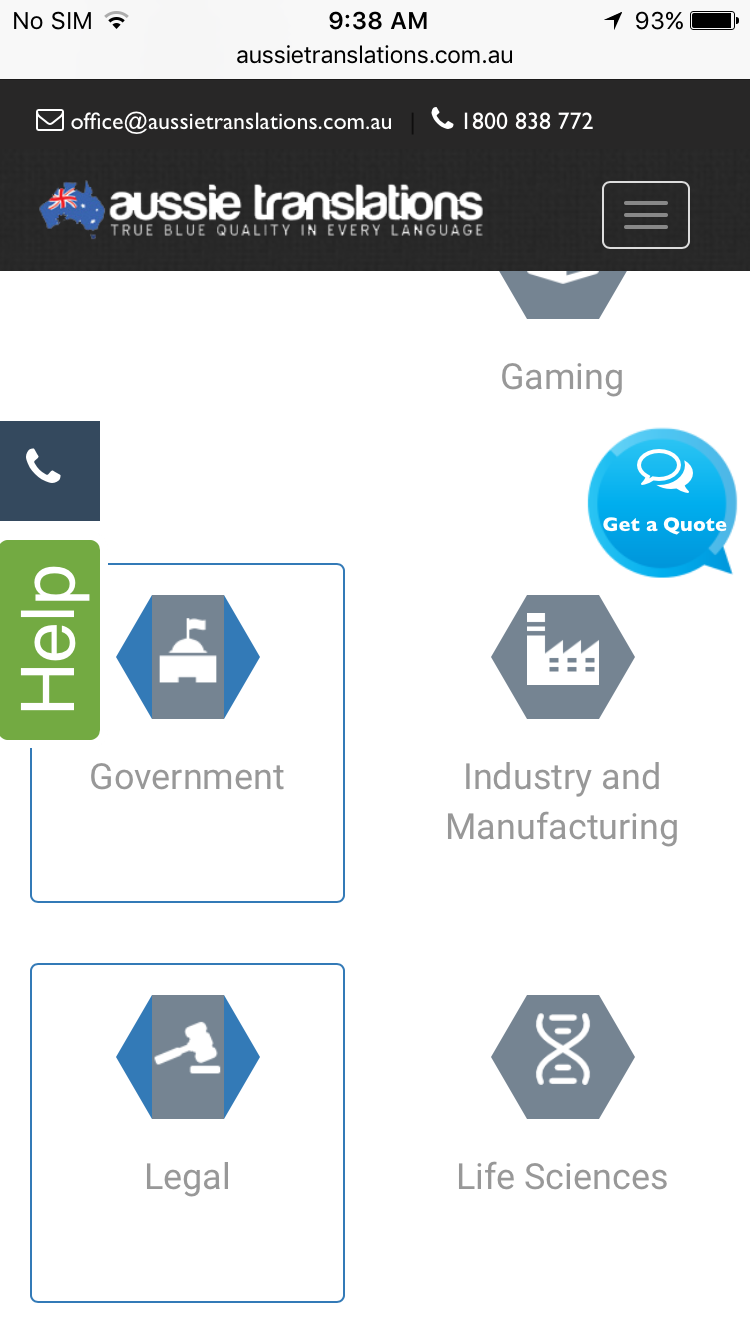 No SIM 9:38 AM 93%
aussietranslations.com.au
office@aussietranslations.com.au | 1800 838 772
aussie translations
TRUE BLUE QUALITY IN EVERY LANGUAGE
Gaming
Get a Quote
Help
Government
Industry and
Manufacturing
Legal
Life Sciences